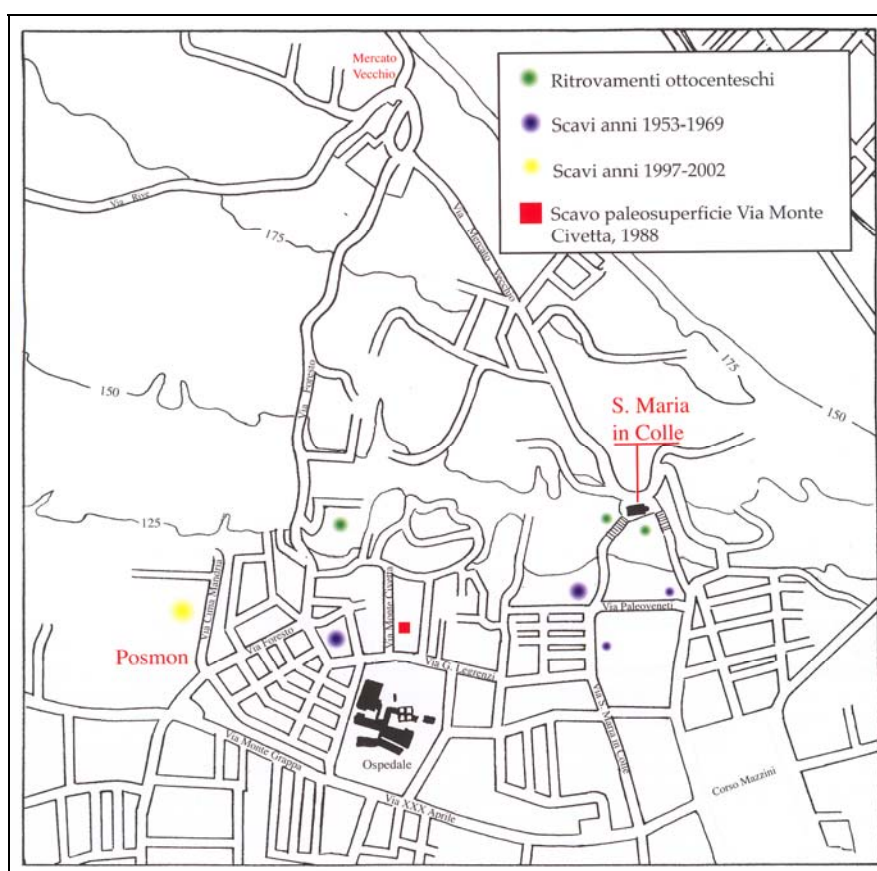 Mercato
Vecchio
Ritrovamenti ottocenteschi
Scavi anni 1953-1969
Scavi anni 1997-2002
Scavo paleosuperficie Via Monte
Civetta, 1988
Via Rive
175
Via Mercato Vecchio
175
150
150
Via Foresto
S. Maria
in Colle
125
Via Cima Mandria
Via Monte Civetta
Via Paleoveneti
Posmon
Via Foresto
Via G. Legrenzi
Via S. Maria in Colle
Via Monte Grappa
Ospedale
Corso Mazzini
Via XXX Aprile